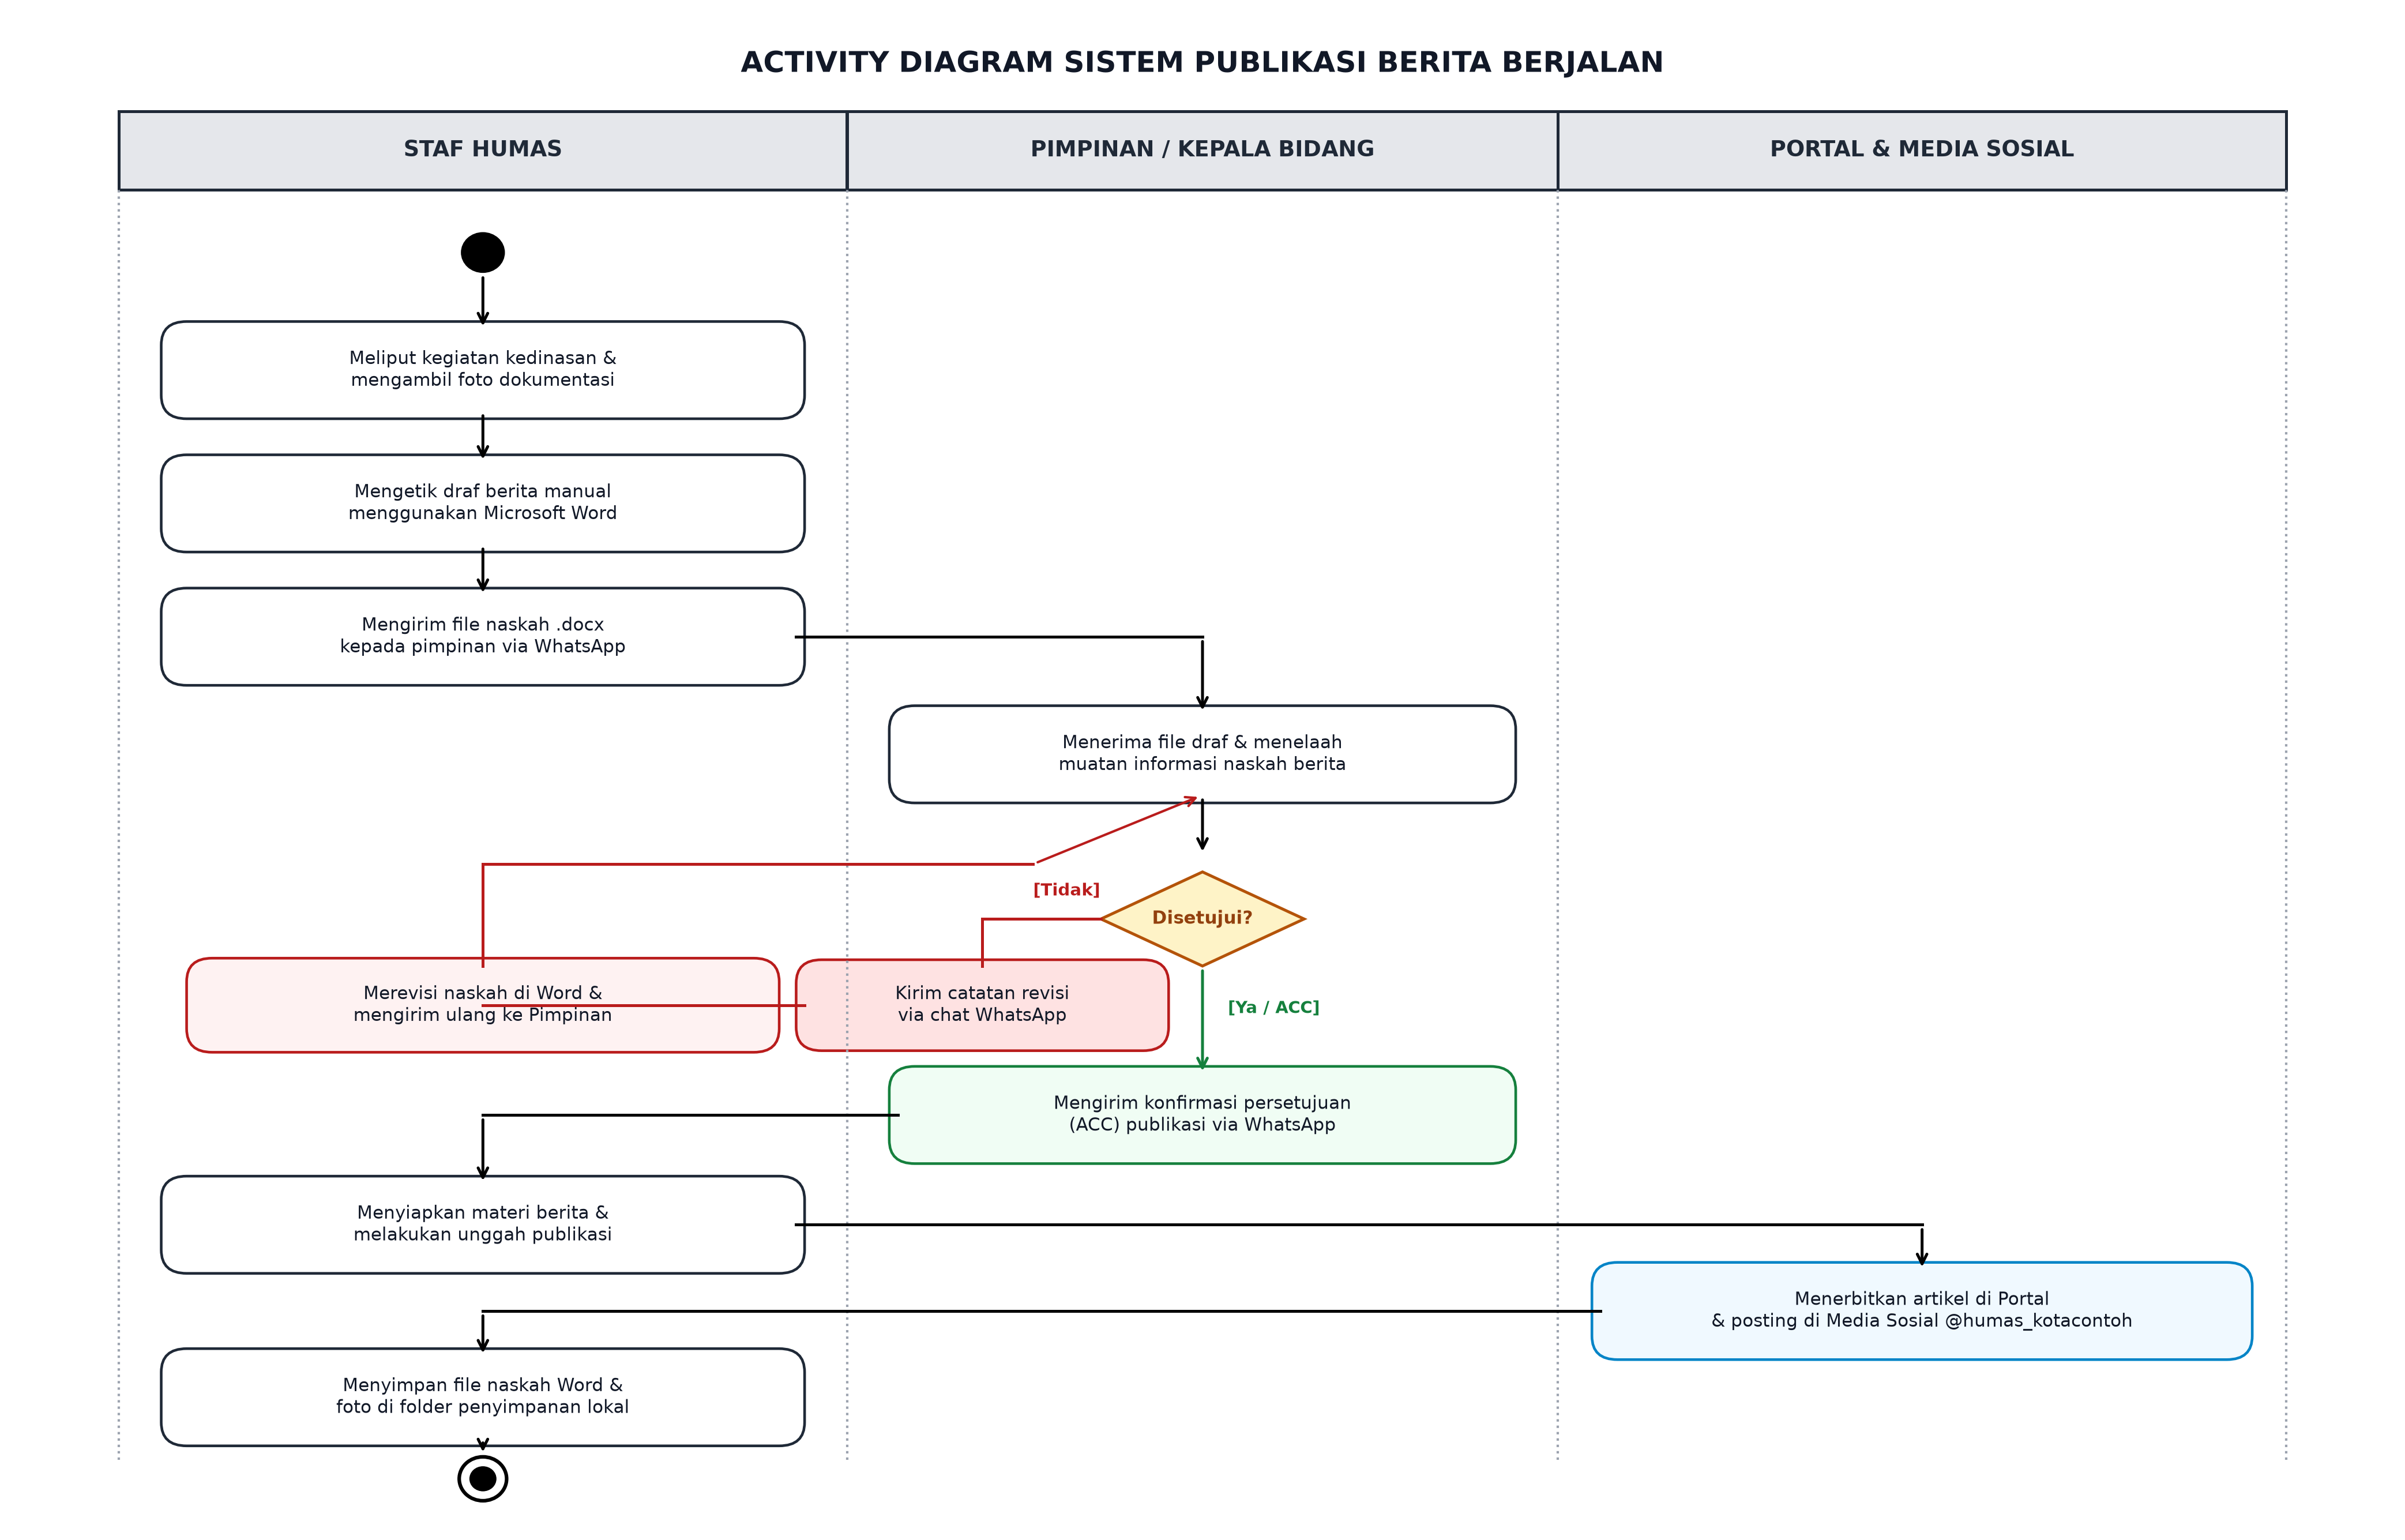 ACTIVITY DIAGRAM SISTEM PUBLIKASI BERITA BERJALAN
STAF HUMAS
PIMPINAN / KEPALA BIDANG
PORTAL & MEDIA SOSIAL
Meliput kegiatan kedinasan &
mengambil foto dokumentasi
Mengetik draf berita manual
menggunakan Microsoft Word
Mengirim file naskah .docx
kepada pimpinan via WhatsApp
Menerima file draf & menelaah
muatan informasi naskah berita
[Tidak]
Disetujui?
Merevisi naskah di Word &
mengirim ulang ke Pimpinan
Kirim catatan revisi
via chat WhatsApp
[Ya / ACC]
Mengirim konfirmasi persetujuan
(ACC) publikasi via WhatsApp
Menyiapkan materi berita &
melakukan unggah publikasi
Menerbitkan artikel di Portal
& posting di Media Sosial @humas_kotacontoh
Menyimpan file naskah Word &
foto di folder penyimpanan lokal